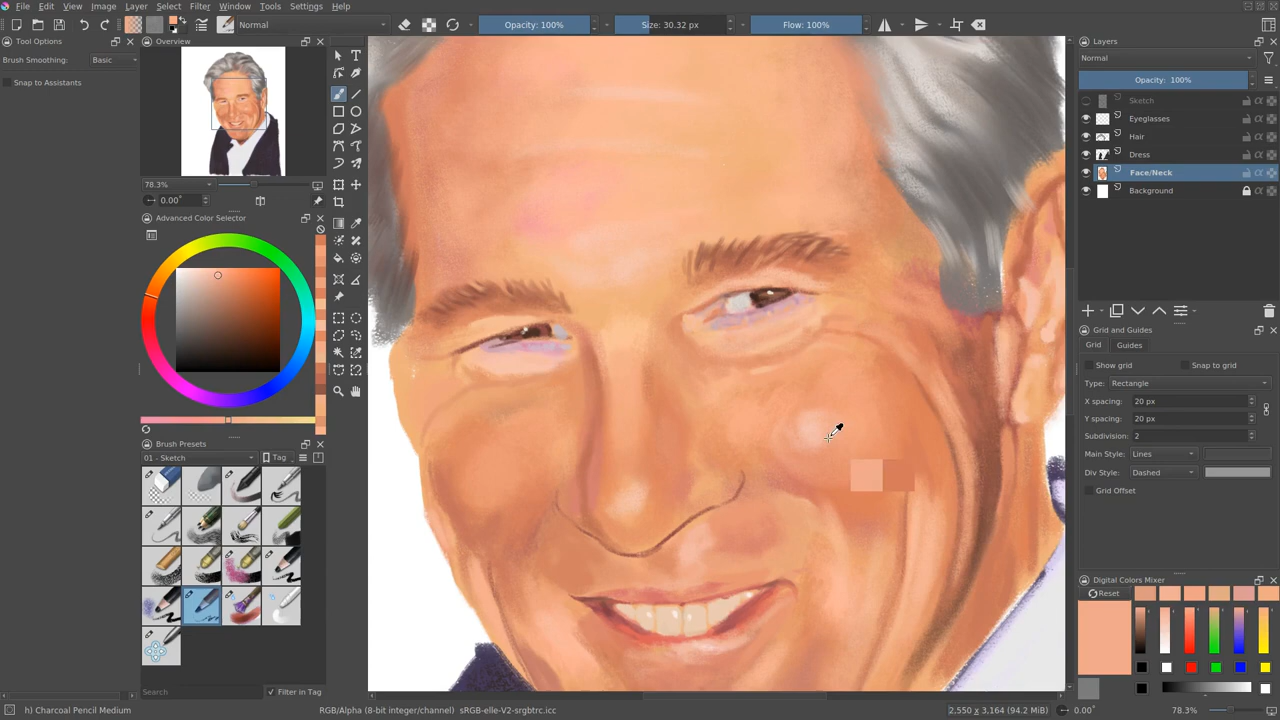 File Edit View Image Layer Select Filter Window Tools Settings Help
Normal Opacity: 100% Size: 30.32 px Flow: 100%
Tool Options
Brush Smoothing: Basic
Snap to Assistants
Overview
78.3%
0.00°
Advanced Color Selector
Brush Presets
01 - Sketch Tag
Search Filter in Tag
Layers
Normal
Opacity: 100%
Sketch
Eyeglasses
Hair
Dress
Face/Neck
Background
Grid and Guides
Grid Guides
Show grid Snap to grid
Type: Rectangle
X spacing: 20 px
Y spacing: 20 px
Subdivision: 2
Main Style: Lines
Div Style: Dashed
Grid Offset
Digital Colors Mixer
Reset
h) Charcoal Pencil Medium RGB/Alpha (8-bit integer/channel) sRGB-elle-V2-srgbtrc.icc 2,550 x 3,164 (94.2 MiB) 0.00° 78.3%